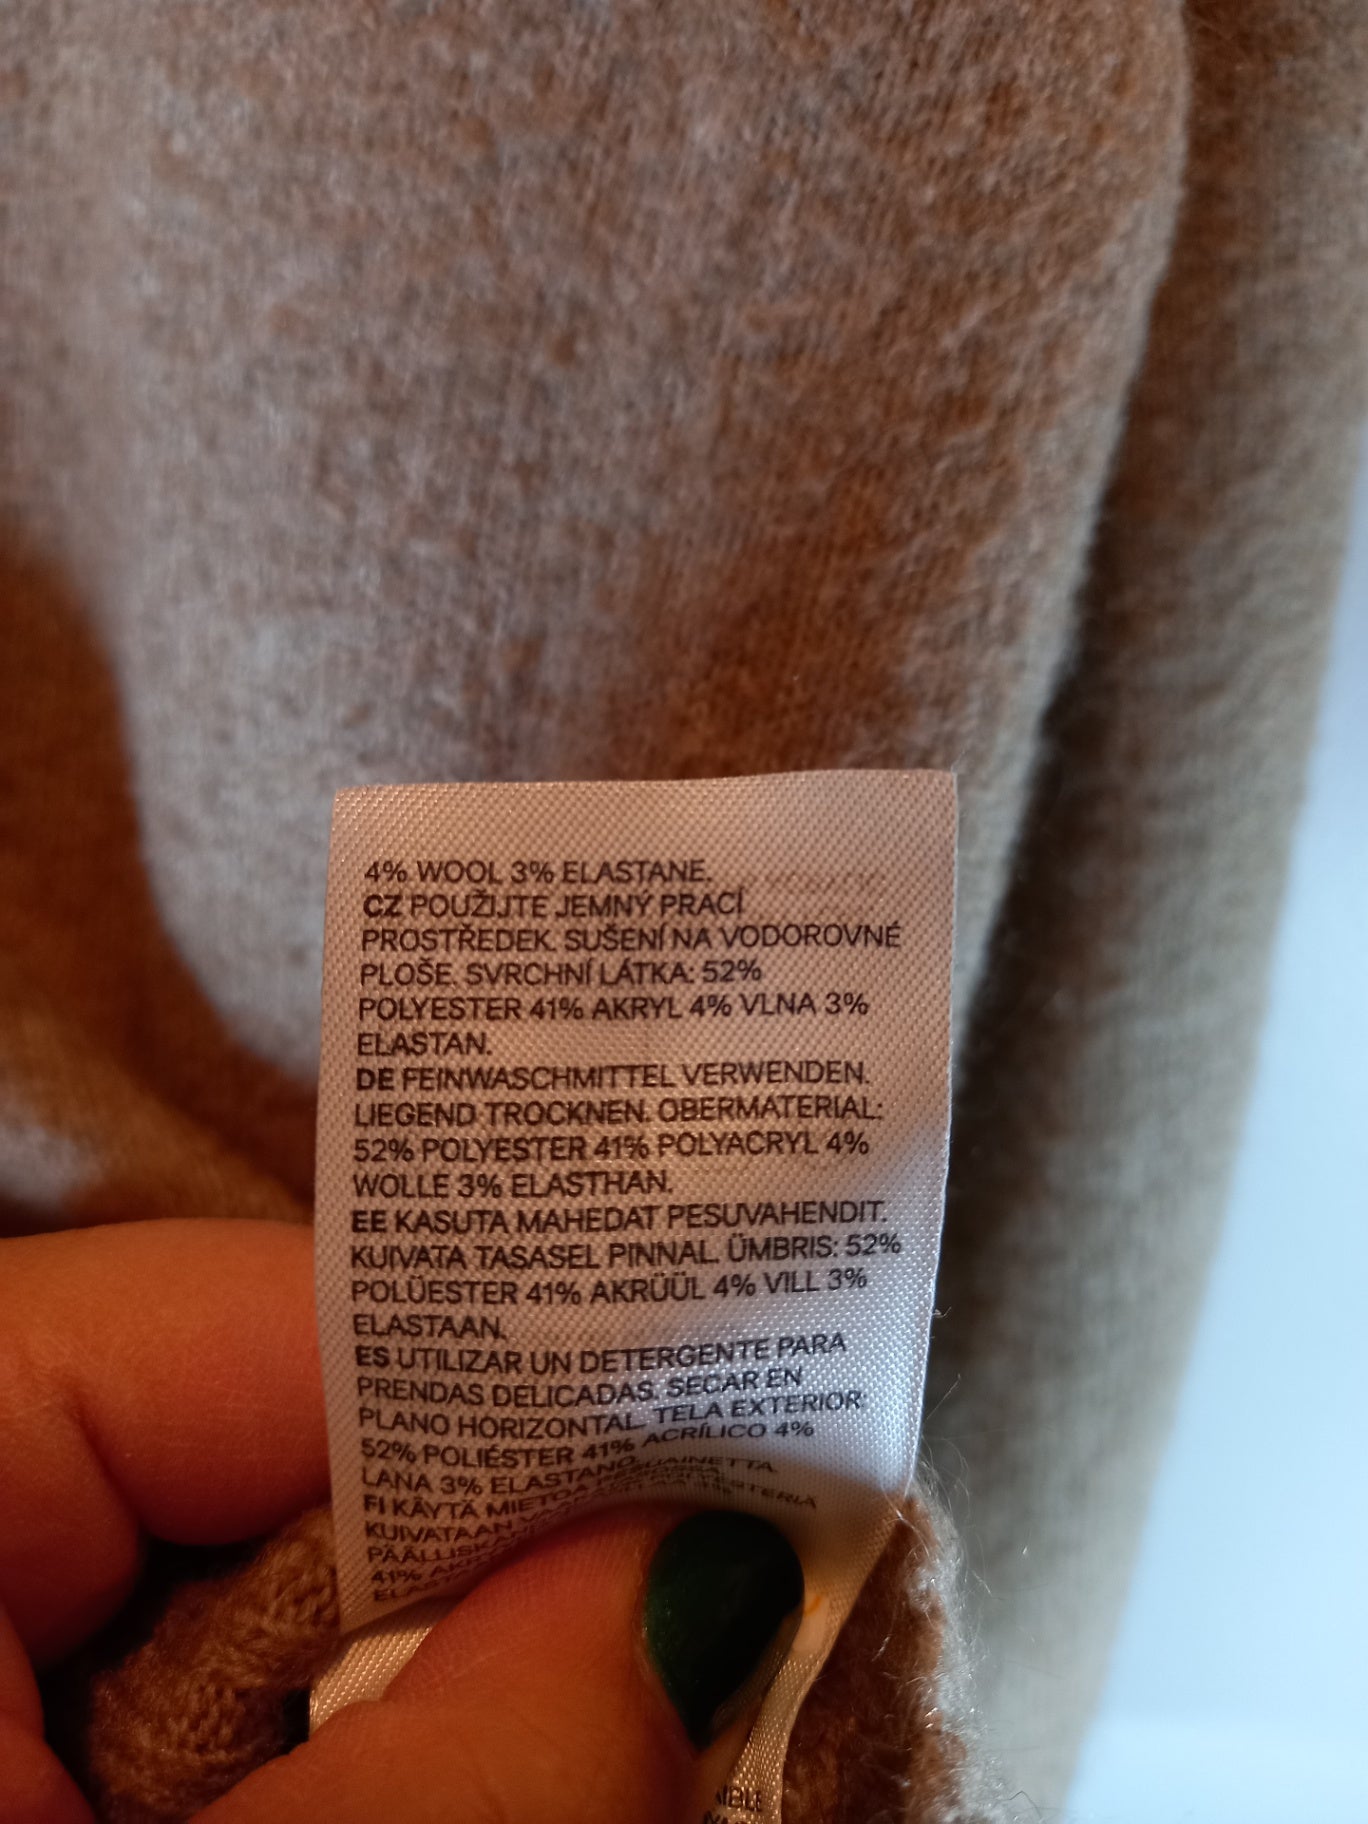 4% WOOL 3% ELASTANE.
CZ POUŽIJTE JEMNÝ PRACÍ
PROSTŘEDEK. SUŠENÍ NA VODOROVNÉ
PLOŠE. SVRCHNÍ LÁTKA: 52%
POLYESTER 41% AKRYL 4% VLNA 3%
ELASTAN.
DE FEINWASCHMITTEL VERWENDEN.
LIEGEND TROCKNEN. OBERMATERIAL:
52% POLYESTER 41% POLYACRYL 4%
WOLLE 3% ELASTHAN.
EE KASUTA MAHEDAT PESUVAHENDIT.
KUIVATA TASASEL PINNAL. ÜMBRIS: 52%
POLÜESTER 41% AKRÜÜL 4% VILL 3%
ELASTAAN.
ES UTILIZAR UN DETERGENTE PARA
PRENDAS DELICADAS. SECAR EN
PLANO HORIZONTAL. TELA EXTERIOR:
52% POLIÉSTER 41% ACRÍLICO 4%
LANA 3% ELASTANO.
FI KÄYTÄ MIETOA
KUIVATAAN
41%